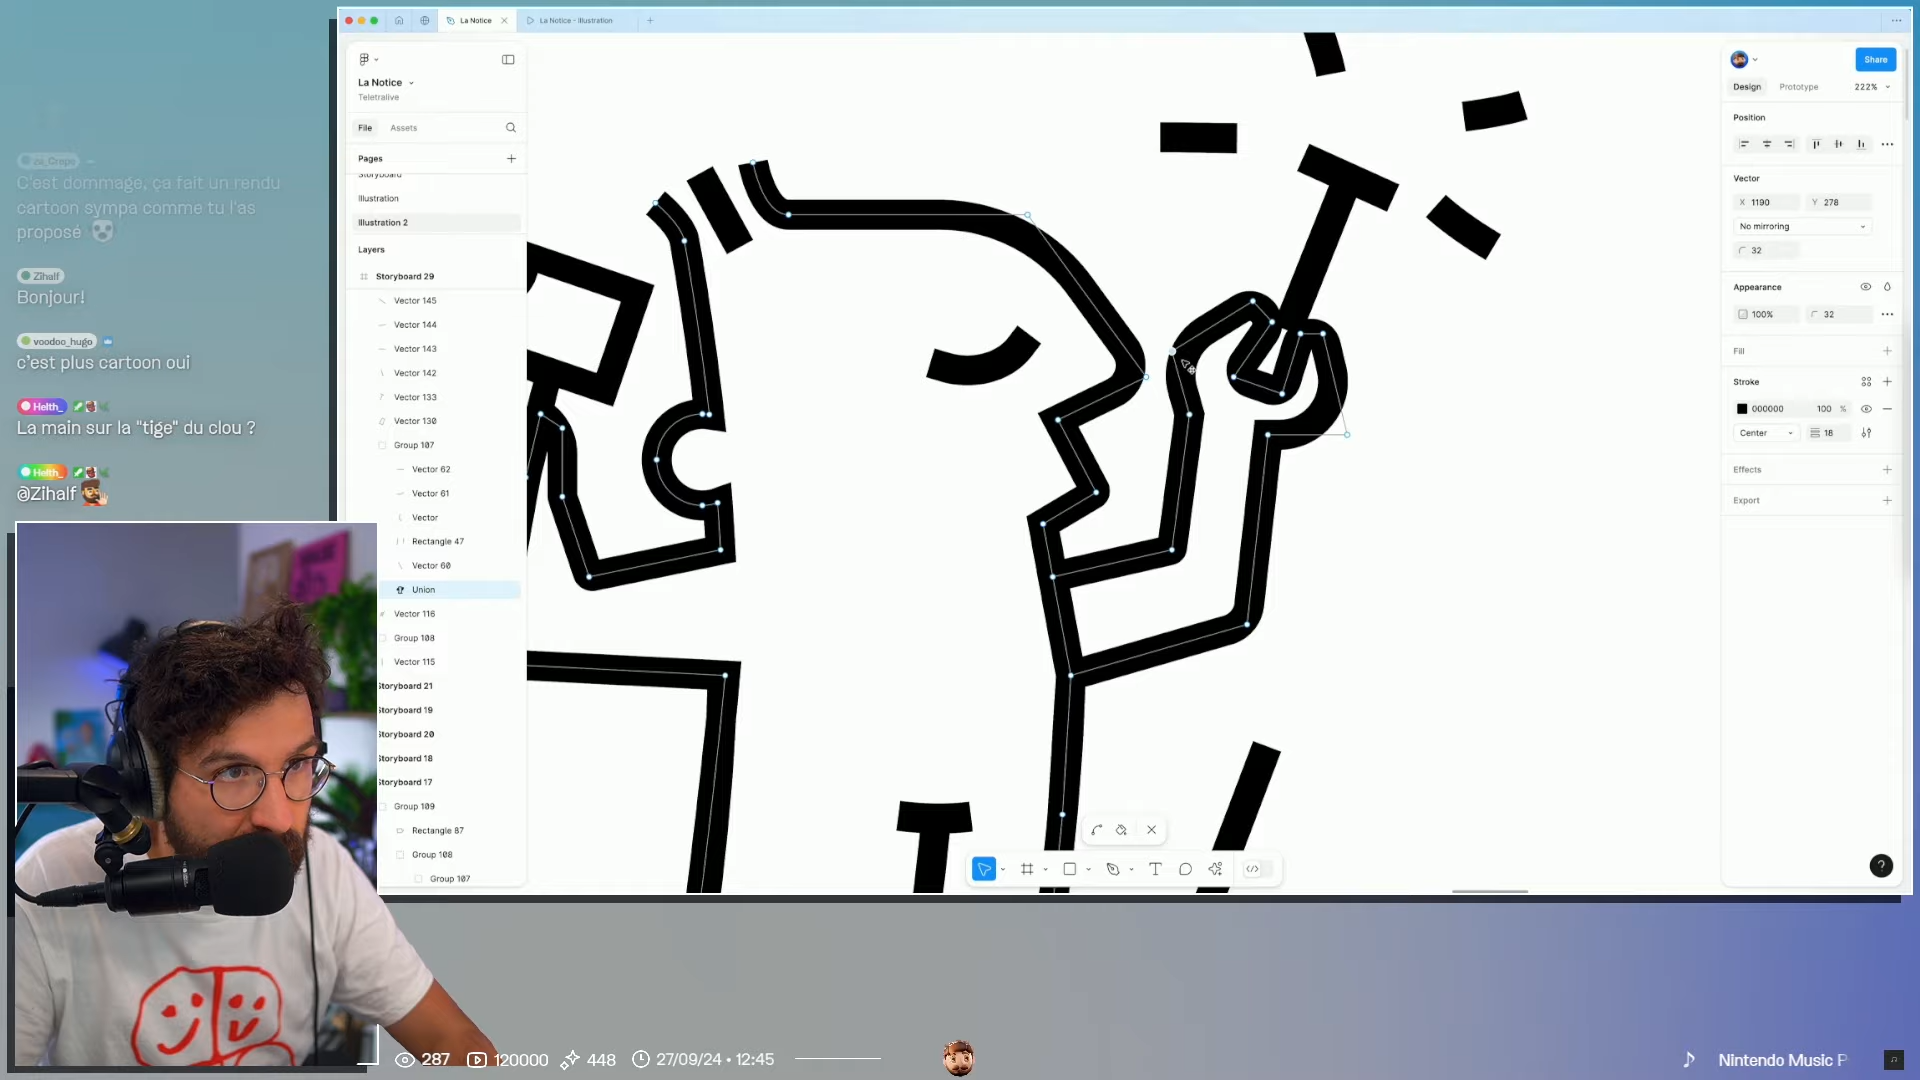 za_Crepe
C'est dommage, ça fait un rendu
cartoon sympa comme tu l'as
proposé
Zihalf
Bonjour!
voodoo_hugo
c'est plus cartoon oui
Helth_
La main sur la "tige" du clou ?
Helth_
@Zihalf
La Notice
La Notice - Illustration
La Notice
Teletralive
File
Assets
Pages
Storyboard
Illustration
Illustration 2
Layers
Storyboard 29
Vector 145
Vector 144
Vector 143
Vector 142
Vector 133
Vector 130
Group 107
Vector 62
Vector 61
Vector
Rectangle 47
Vector 60
Union
Vector 116
Group 108
Vector 115
Storyboard 21
Storyboard 19
Storyboard 20
Storyboard 18
Storyboard 17
Group 109
Rectangle 87
Group 108
Group 107
Share
Design
Prototype
222%
Position
Vector
X 1190
Y 278
No mirroring
32
Appearance
100%
32
Fill
Stroke
000000 100 %
Center
18
Effects
Export
?
287
120000
448
27/09/24 • 12:45
Nintendo Music P